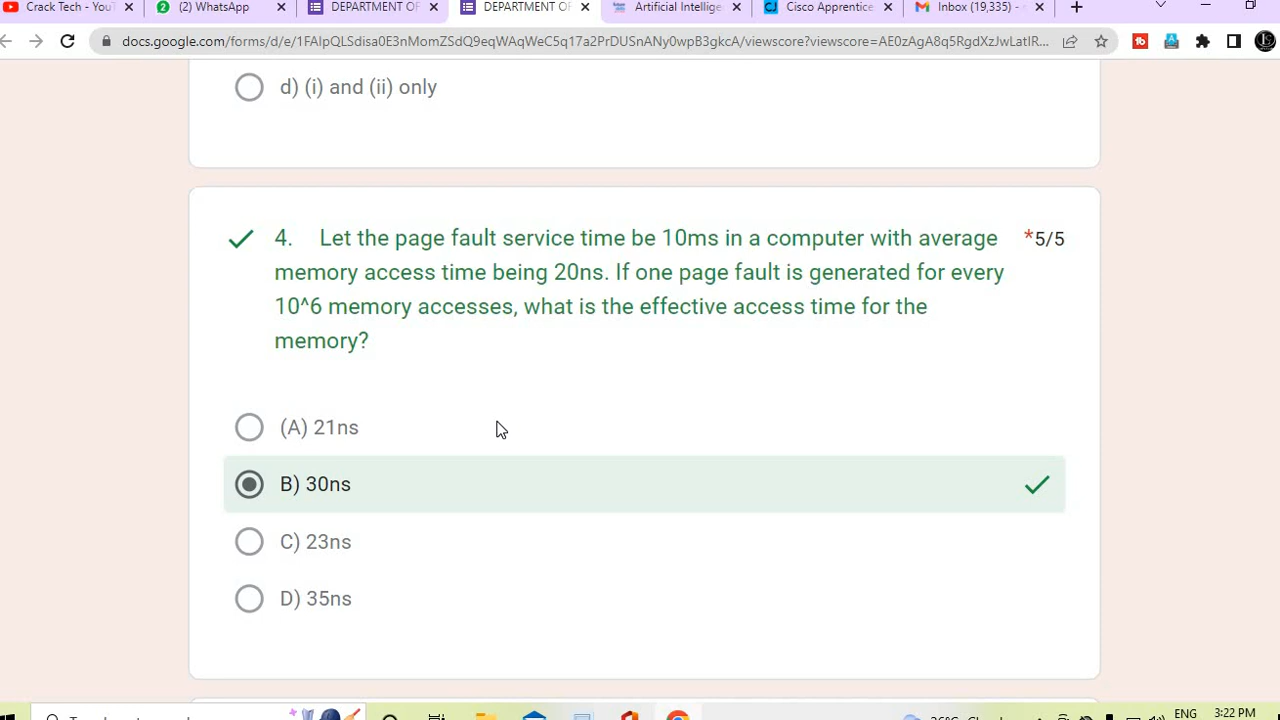 Crack Tech - YouT
(2) WhatsApp
DEPARTMENT OF
DEPARTMENT OF
Artificial Intellige
Cisco Apprentice
Inbox (19,335) -
docs.google.com/forms/d/e/1FAIpQLSdisa0E3nMomZSdQ9eqWAqWeC5q17a2PrDUSnANy0wpB3gkcA/viewscore?viewscore=AE0zAgA8q5RgdXzJwLatIR...
d) (i) and (ii) only
4. Let the page fault service time be 10ms in a computer with average
* 5/5
memory access time being 20ns. If one page fault is generated for every
10^6 memory accesses, what is the effective access time for the
memory?
(A) 21ns
B) 30ns
C) 23ns
D) 35ns
ENG
3:22 PM